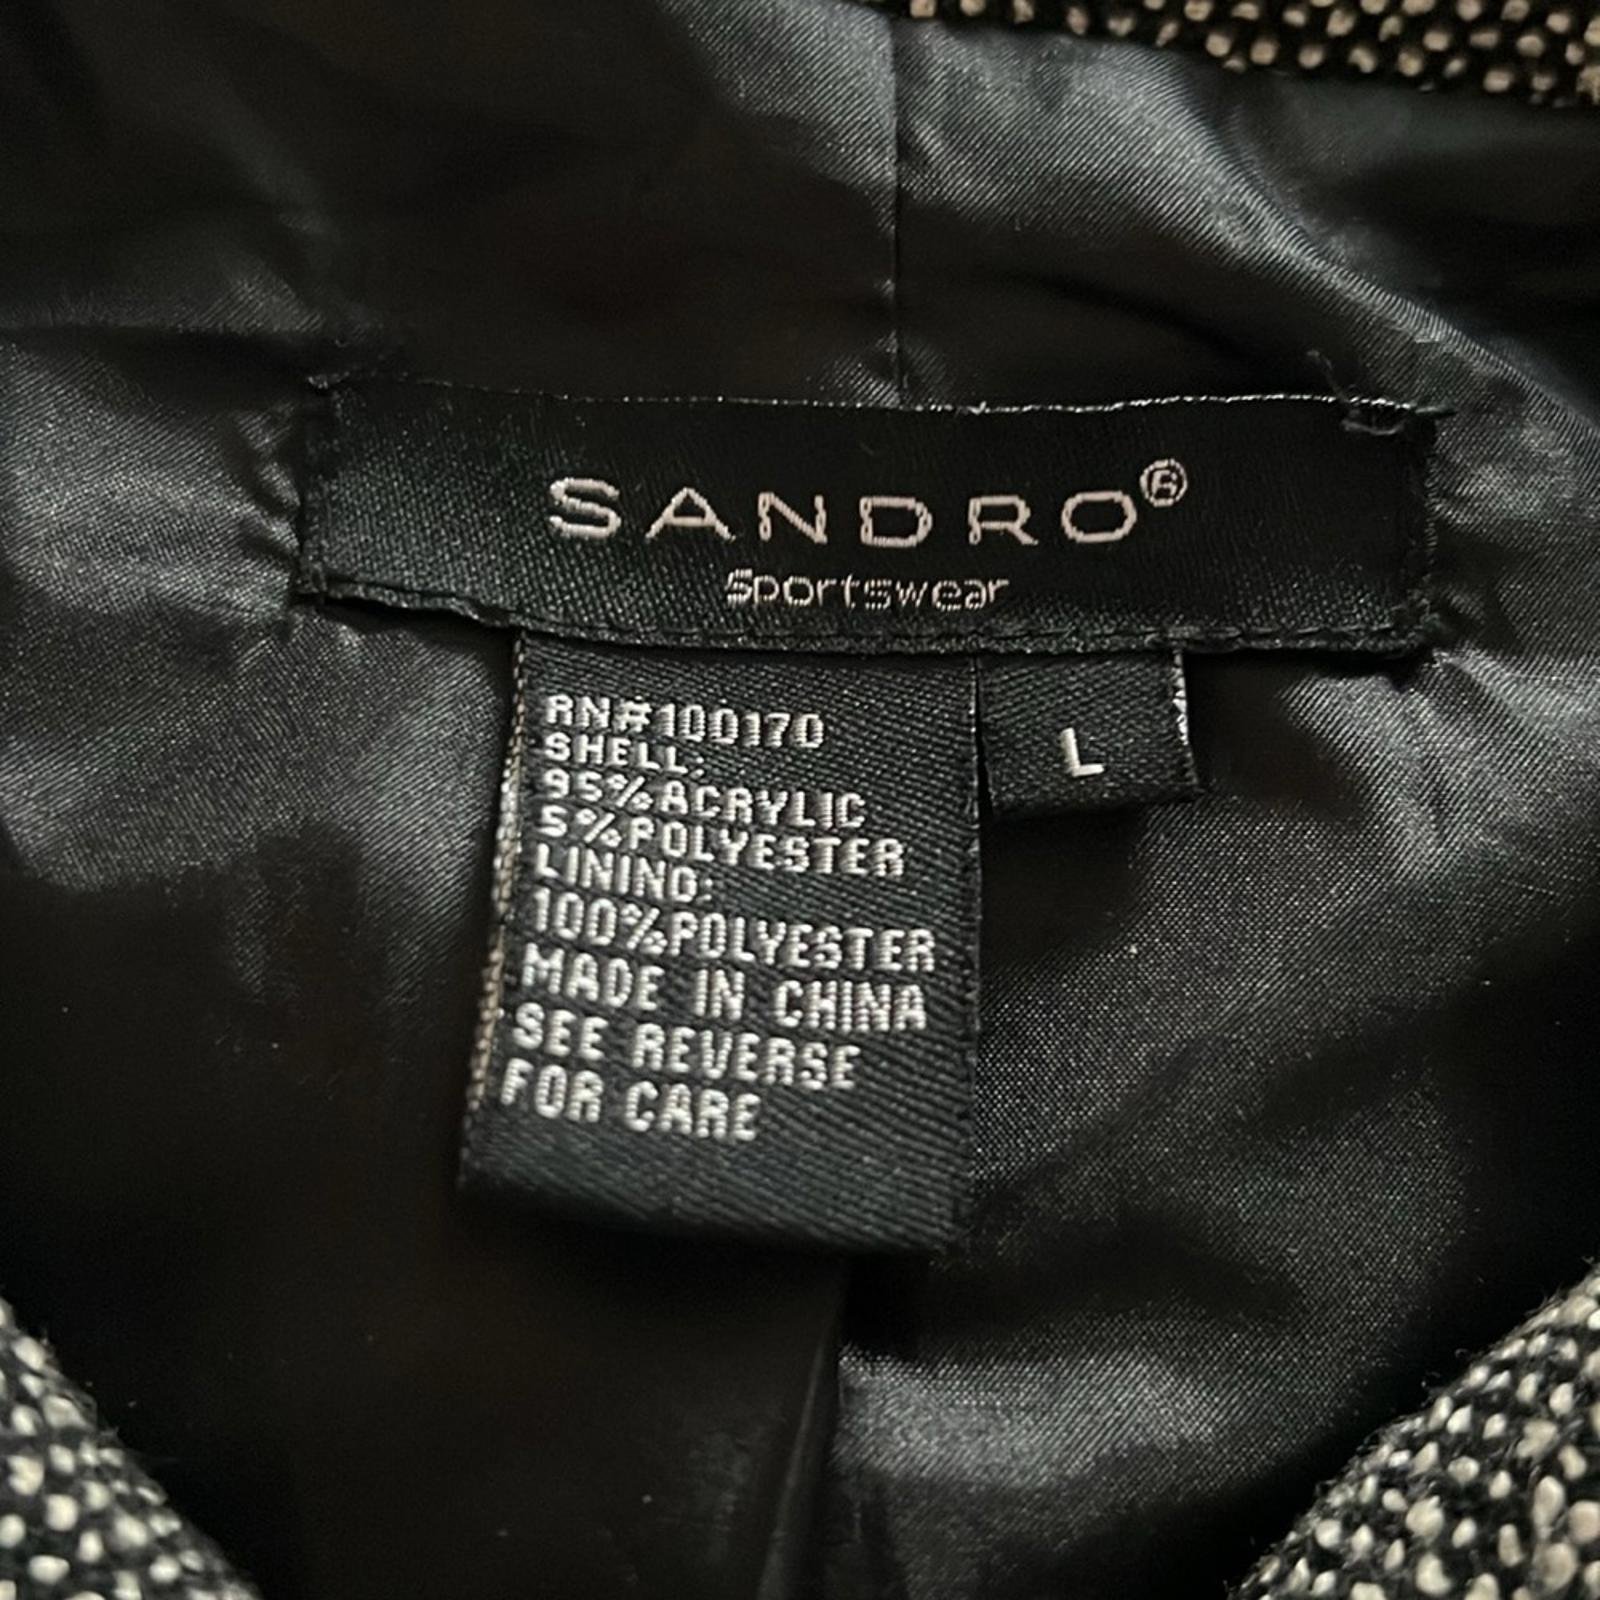 SANDRO®
Sportswear
RN#100170
SHELL:
95%ACRYLIC
5%POLYESTER
LINING:
100%POLYESTER
MADE IN CHINA
SEE REVERSE
FOR CARE
L